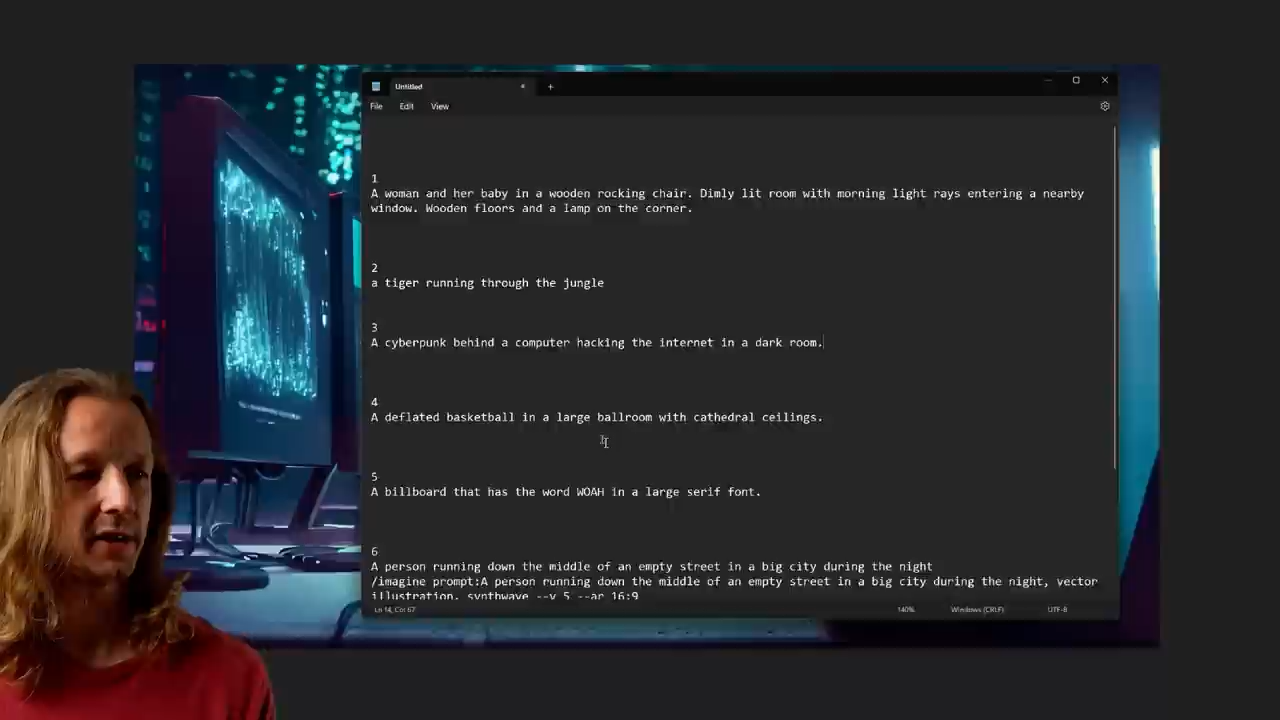 Untitled
File Edit View
1
A woman and her baby in a wooden rocking chair. Dimly lit room with morning light rays entering a nearby
window. Wooden floors and a lamp on the corner.
2
a tiger running through the jungle
3
A cyberpunk behind a computer hacking the internet in a dark room.
4
A deflated basketball in a large ballroom with cathedral ceilings.
5
A billboard that has the word WOAH in a large serif font.
6
A person running down the middle of an empty street in a big city during the night
/imagine prompt:A person running down the middle of an empty street in a big city during the night, vector
illustration, synthwave --v 5 --ar 16:9
Ln 14, Col 67 140% Windows (CRLF) UTF-8